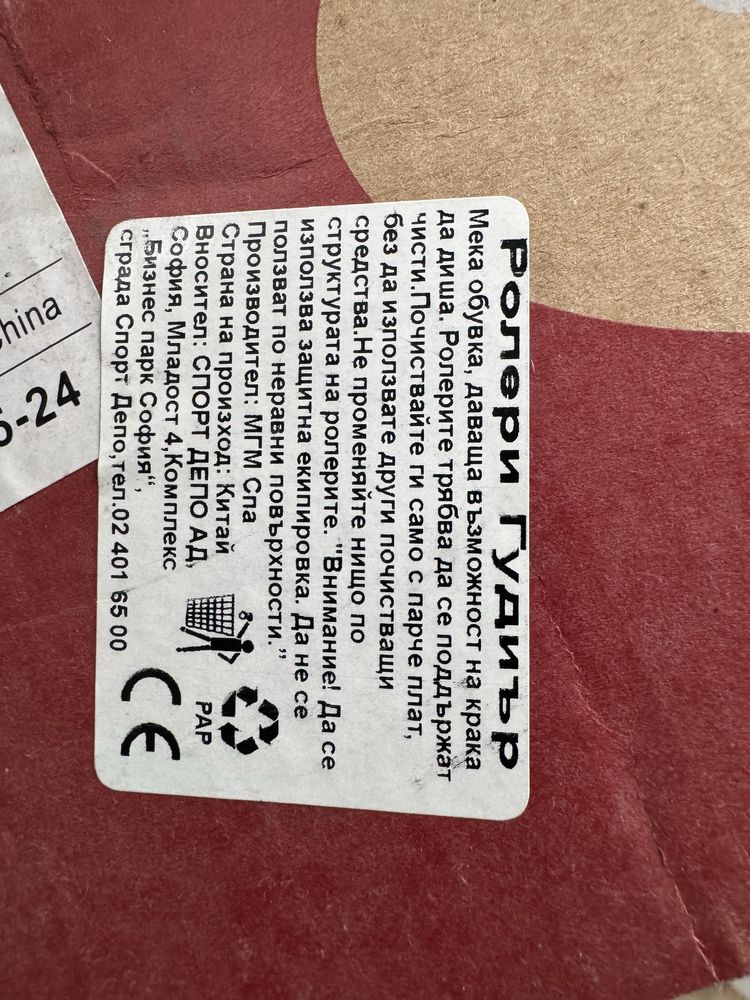 Ролери Гудиър
Мека обувка, даваща възможност на крака
да диша. Ролерите трябва да се поддържат
чисти.Почиствайте ги само с парче плат,
без да използвате други почистващи
средства.Не променяйте нищо по
структурата на ролерите. "Внимание! Да се
използва защитна екипировка. Да не се
ползват по неравни повърхности.”
Производител: МГМ Спа
Страна на произход: Китай
Вносител: СПОРТ ДЕПО АД,
София, Младост 4,Комплекс
„Бизнес парк София“,
сграда Спорт Депо,тел.02 401 65 00
PAP
CE